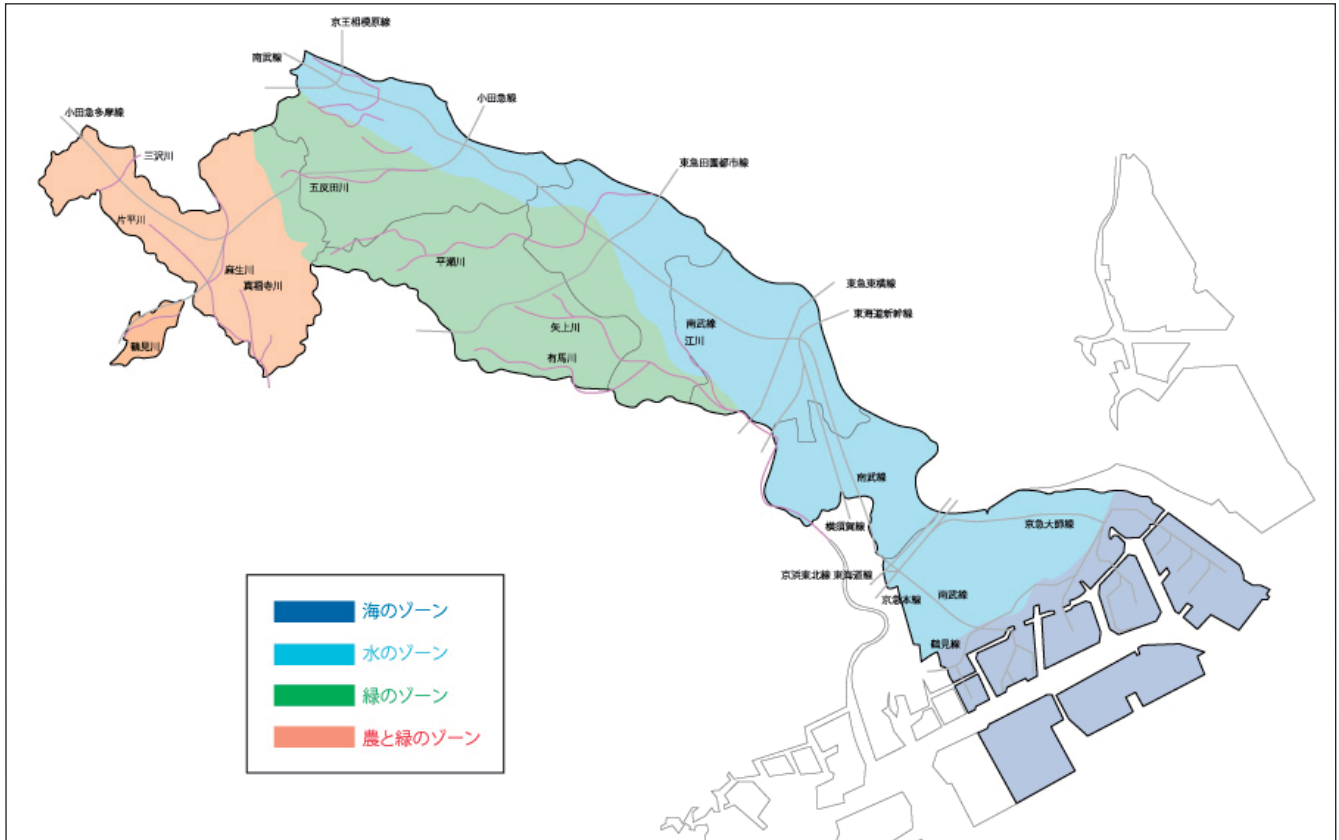 京王相模原線
南武線
小田急線
小田急多摩線
三沢川
東急田園都市線
五反田川
片平川
平瀬川
麻生川
真福寺川
東急東横線
東海道新幹線
南武線
江川
矢上川
有馬川
鶴見川
南武線
横須賀線
京急大師線
京浜東北線 東海道線
京急本線
南武線
鶴見線
海のゾーン
水のゾーン
緑のゾーン
農と緑のゾーン